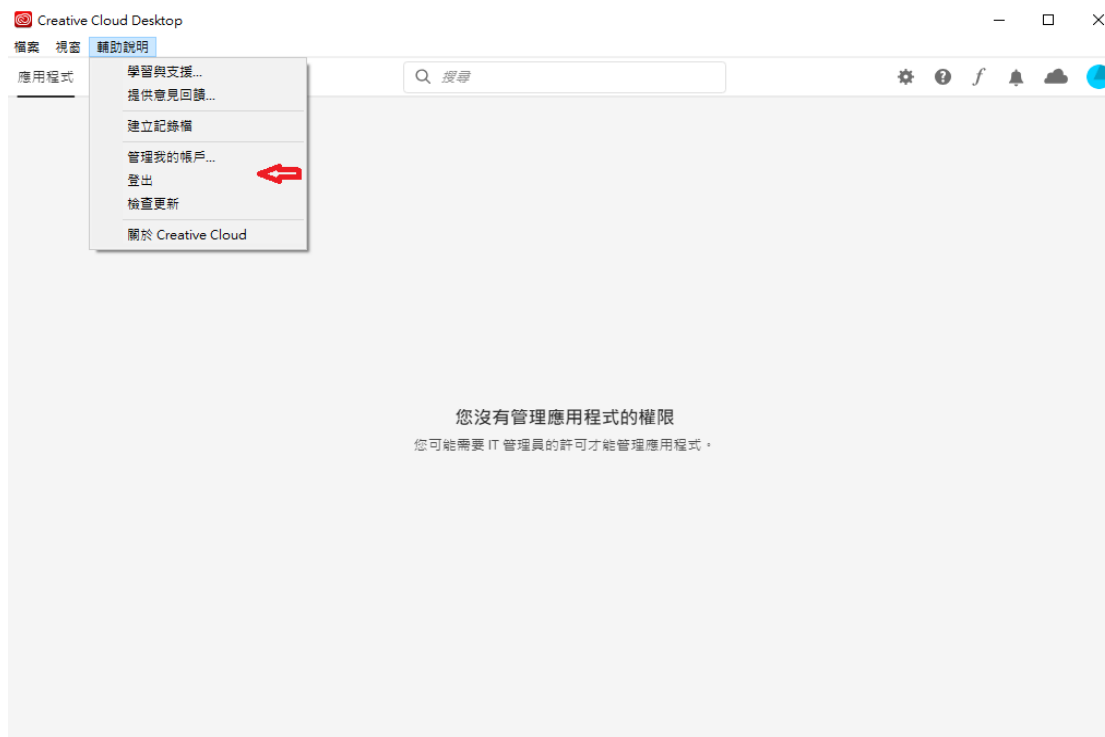 Creative Cloud Desktop
檔案 視窗 輔助說明
應用程式
搜尋
學習與支援...
提供意見回饋...
建立記錄檔
管理我的帳戶...
登出
檢查更新
關於 Creative Cloud
您沒有管理應用程式的權限
您可能需要 IT 管理員的許可才能管理應用程式。